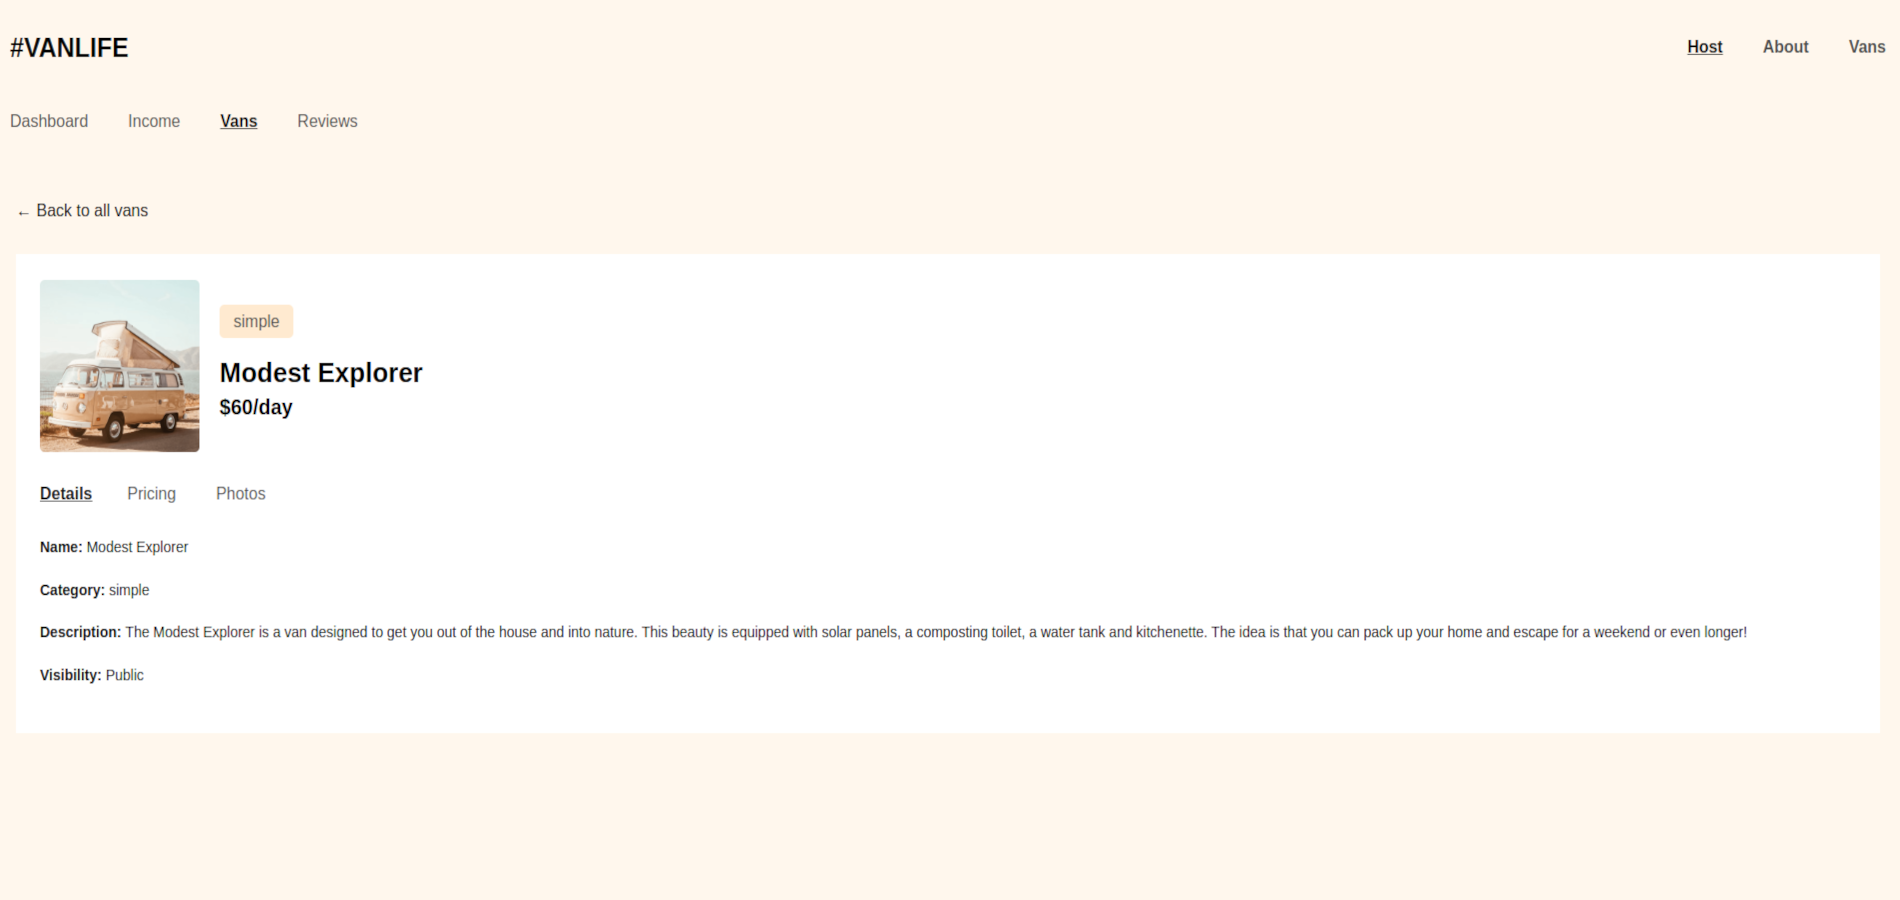 #VANLIFE
Host About Vans
Dashboard Income Vans Reviews
← Back to all vans
simple
Modest Explorer
$60/day
Details Pricing Photos
Name: Modest Explorer
Category: simple
Description: The Modest Explorer is a van designed to get you out of the house and into nature. This beauty is equipped with solar panels, a composting toilet, a water tank and kitchenette. The idea is that you can pack up your home and escape for a weekend or even longer!
Visibility: Public